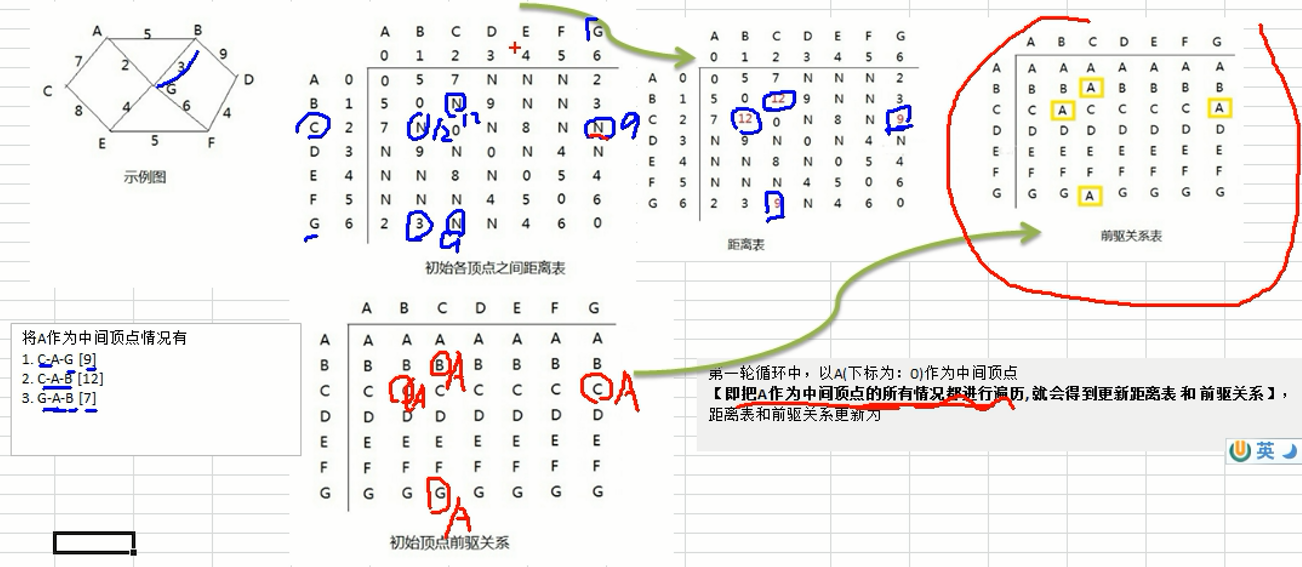 A 5 B
7 2 3 9
C G D
8 4 6 4
E 5 F
示例图
A B C D E F G
0 1 2 3 4 5 6
A 0 0 5 7 N N N 2
B 1 5 0 N 9 N N 3
C 2 7 N 12 0 12 N 8 N N 9
D 3 N 9 N 0 N 4 N
E 4 N N 8 N 0 5 4
F 5 N N N 4 5 0 6
G 6 2 3 N N 4 6 0
9
初始各顶点之间距离表
A B C D E F G
0 1 2 3 4 5 6
A 0 0 5 7 N N N 2
B 1 5 0 12 9 N N 3
C 2 7 12 0 N 8 N 9
D 3 N 9 N 0 N 4 N
E 4 N N 8 N 0 5 4
F 5 N N N 4 5 0 6
G 6 2 3 9 N 4 6 0
距离表
A B C D E F G
A A A A A A A A
B B B A B B B B
C C A C C C C A
D D D D D D D D
E E E E E E E E
F F F F F F F F
G G G A G G G G
前驱关系表
将A作为中间顶点情况有
1. C-A-G [9]
2. C-A-B [12]
3. G-A-B [7]
A B C D E F G
A A A A A A A A
B B B B A B B B B
C C A C C C C C A
D D D D D D D D
E E E E E E E E
F F F F F F F F
G G G G G G G G
A
初始顶点前驱关系
第一轮循环中，以A(下标为：0)作为中间顶点
【即把A作为中间顶点的所有情况都进行遍历,就会得到更新距离表 和 前驱关系】，
距离表和前驱关系更新为
英